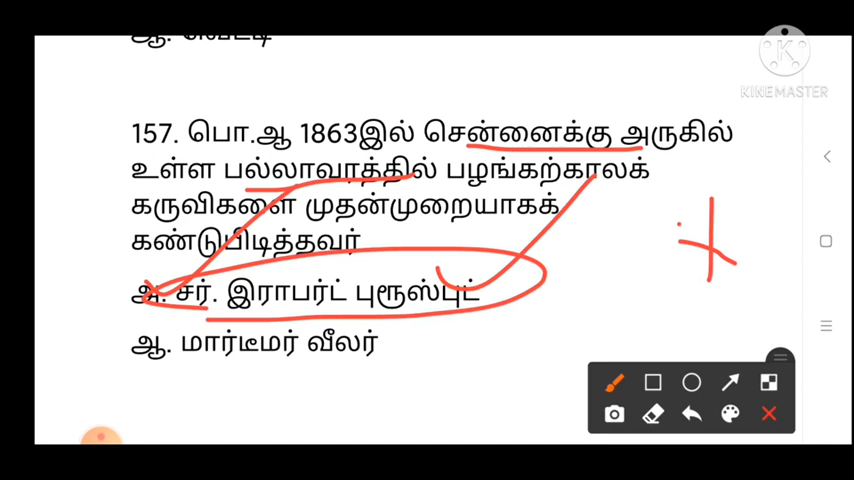 KINEMASTER
157. பொ.ஆ 1863இல் சென்னைக்கு அருகில்
உள்ள பல்லாவரத்தில் பழங்கற்காலக்
கருவிகளை முதன்முறையாகக்
கண்டுபிடித்தவர்
அ. சர். இராபர்ட் புரூஸ்புட்
ஆ. மார்டீமர் வீலர்